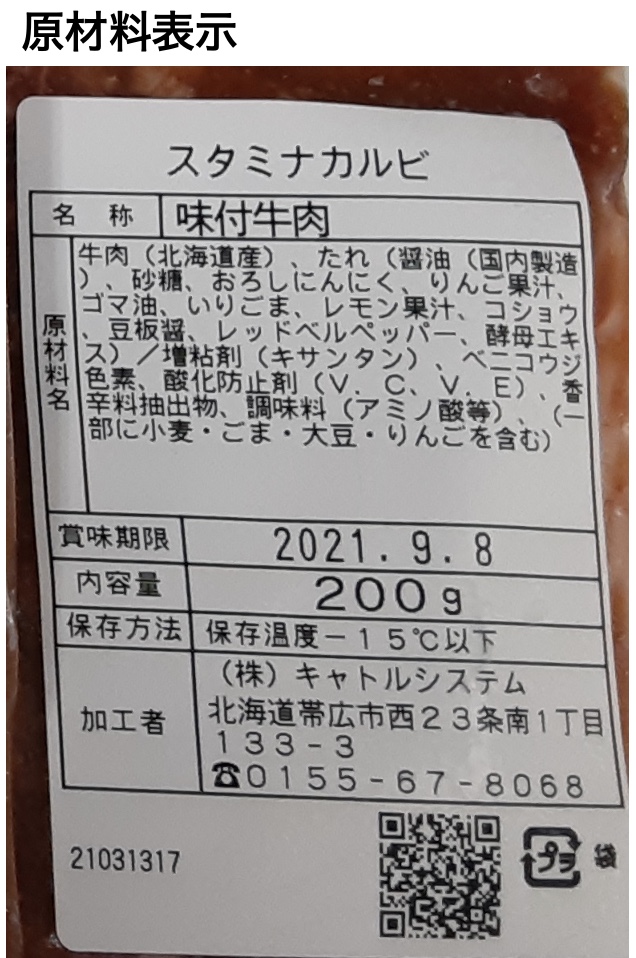 原材料表示
スタミナカルビ
名 称 味付牛肉
原材料名
牛肉（北海道産）、たれ（醤油（国内製造
）、砂糖、おろしにんにく、りんご果汁、
ゴマ油、いりごま、レモン果汁、コショウ
、豆板醤、レッドベルペッパー、酵母エキ
ス）／増粘剤（キサンタン）、ベニコウジ
色素、酸化防止剤（V．C、V．E）、香
辛料抽出物、調味料（アミノ酸等）、（一
部に小麦・ごま・大豆・りんごを含む）
賞味期限 2021.9.8
内容量 200g
保存方法 保存温度－15℃以下
加工者
（株）キャトルシステム
北海道帯広市西23条南1丁目
133-3
☎0155-67-8068
21031317
プラ 袋